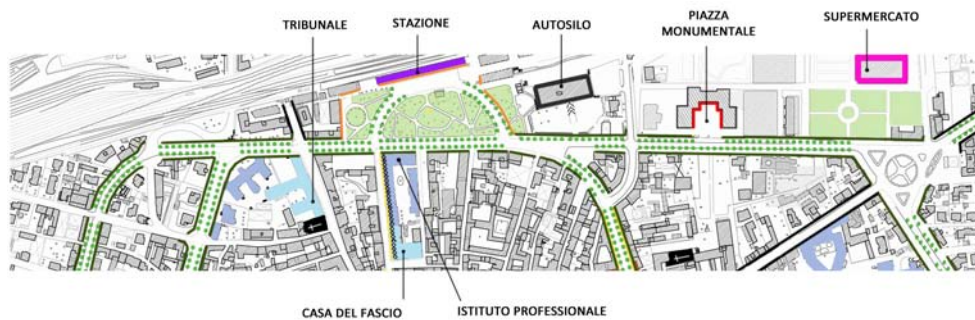 TRIBUNALE
STAZIONE
AUTOSILO
PIAZZA
MONUMENTALE
SUPERMERCATO
CASA DEL FASCIO
ISTITUTO PROFESSIONALE